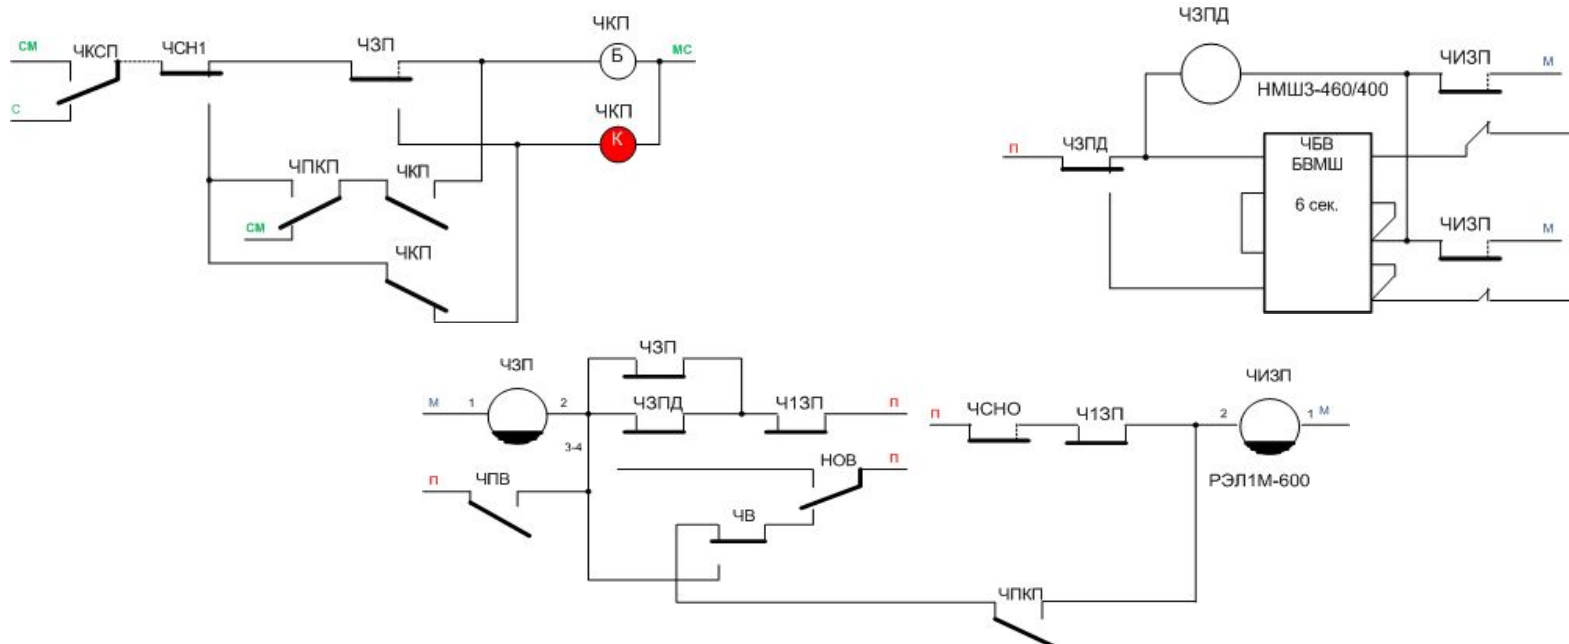 ЧКП
СМ
ЧКСП
ЧСН1
ЧЗП
Б
МС
С
ЧКП
К
ЧПКП
ЧКП
СМ
ЧКП
ЧЗПД
ЧИЗП
М
НМШ3-460/400
П
ЧЗПД
ЧБВ
БВМШ
6 сек.
ЧИЗП
М
ЧЗП
М
1
2
ЧЗП
ЧЗПД
Ч1ЗП
П
3-4
П
ЧПВ
НОВ
П
ЧВ
П
ЧСНО
Ч1ЗП
ЧИЗП
2
1
М
РЭЛ1М-600
ЧПКП